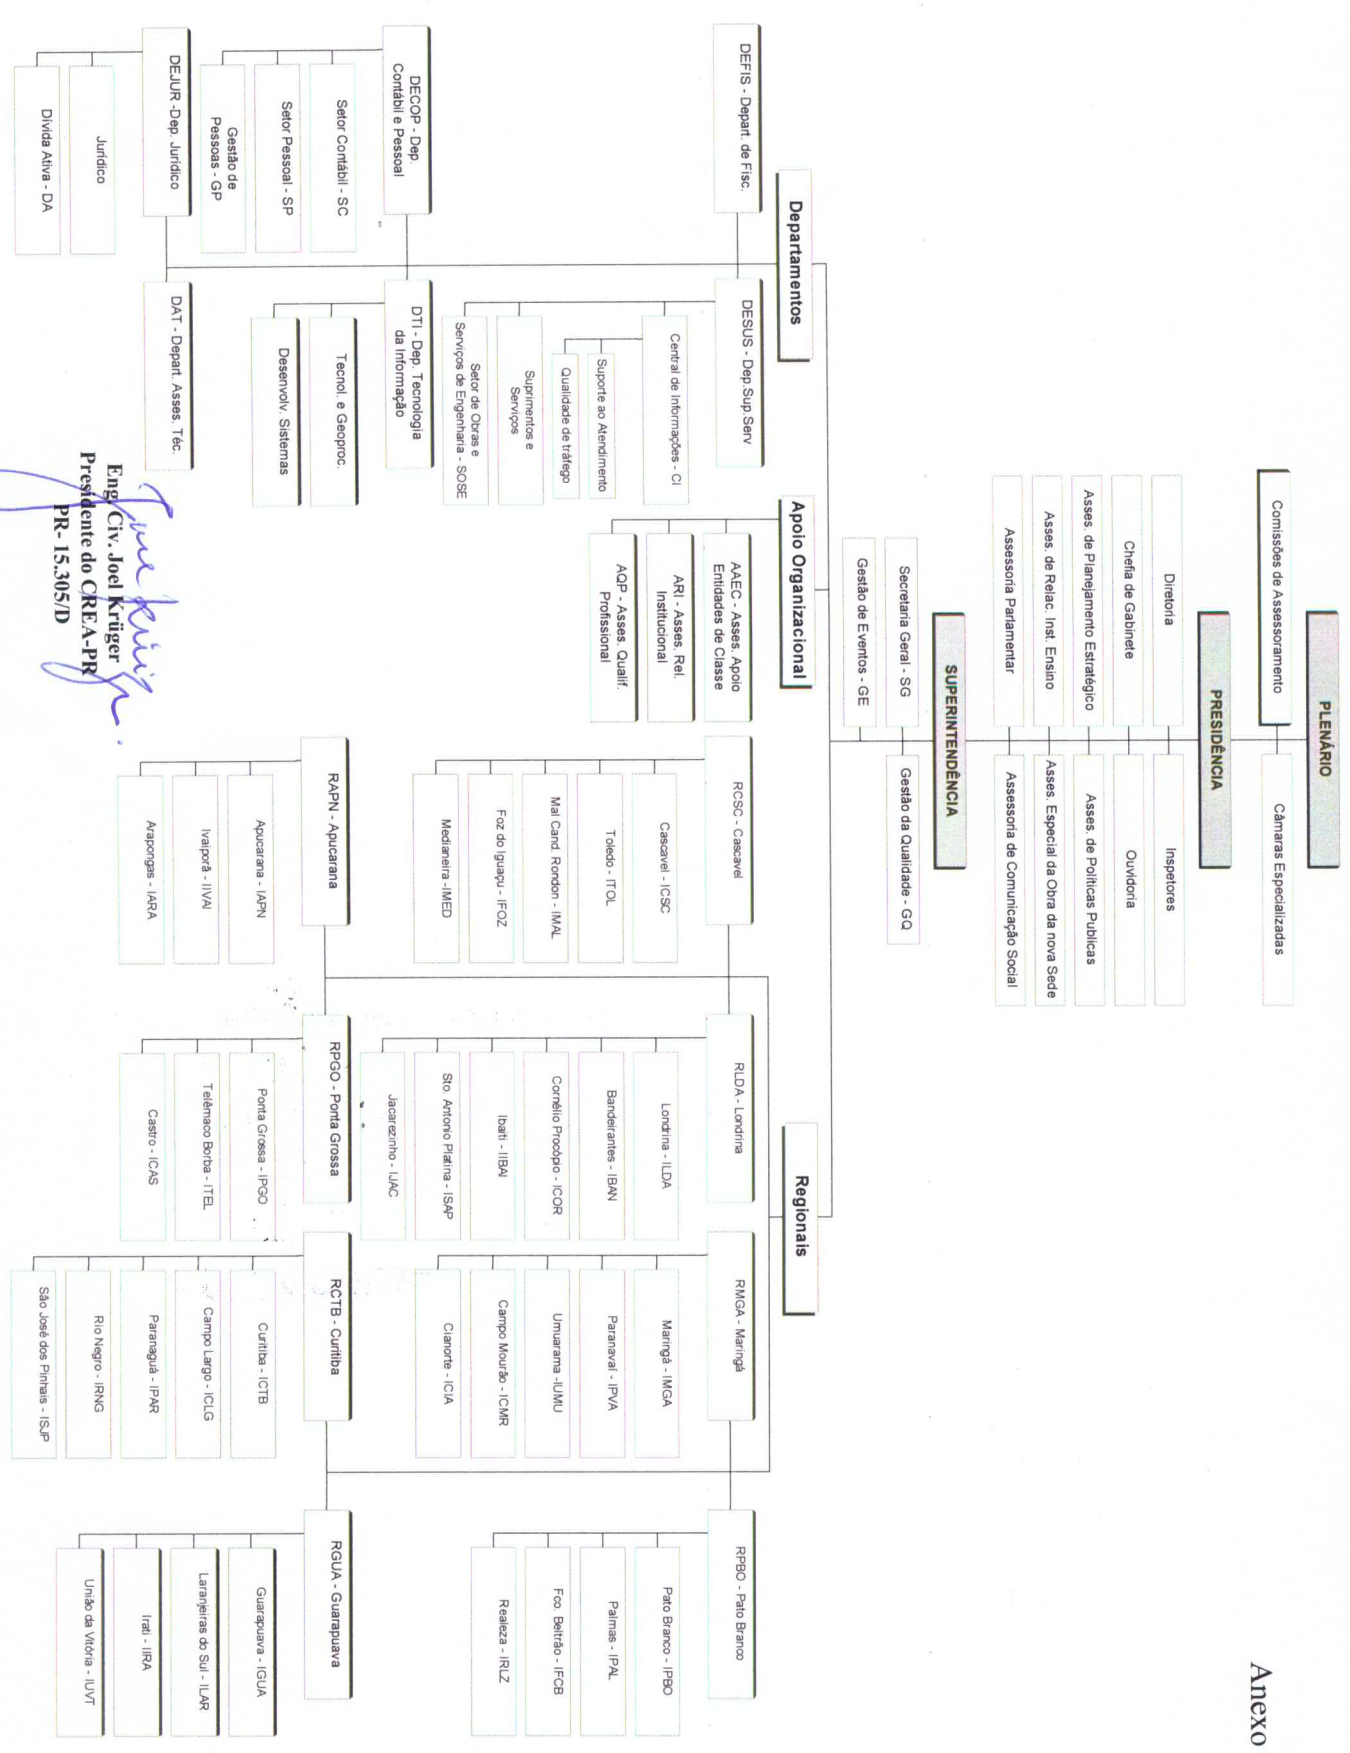 Anexo
PLENÁRIO
Comissões de Assessoramento
Câmaras Especializadas
PRESIDÊNCIA
Diretoria
Inspetores
Chefia de Gabinete
Ouvidoria
Asses. de Planejamento Estratégico
Asses. de Políticas Publicas
Asses. de Relac. Inst. Ensino
Asses. Especial da Obra da nova Sede
Assessoria Parlamentar
Assessoria de Comunicação Social
SUPERINTENDÊNCIA
Secretaria Geral - SG
Gestão da Qualidade - GQ
Gestão de Eventos - GE
Departamentos
DEFIS - Depart. de Fisc.
DESUS - Dep.Sup.Serv
Central de Informações - CI
Suporte ao Atendimento
Qualidade de tráfego
Suprimentos e
Serviços
Setor de Obras e
Serviços de Engenharia - SOSE
DECOP - Dep.
Contábil e Pessoal
Setor Contábil - SC
Setor Pessoal - SP
Gestão de
Pessoas - GP
DTI - Dep. Tecnologia
da Informação
Tecnol. e Geoproc.
Desenvolv. Sistemas
DEJUR -Dep. Jurídico
Jurídico
Dívida Ativa - DA
DAT - Depart. Asses. Téc.
Apoio Organizacional
AAEC - Asses. Apoio
Entidades de Classe
ARI - Asses. Rel.
Institucional
AQP - Asses. Qualif.
Profissional
Regionais
RCSC - Cascavel
Cascavel - ICSC
Toledo - ITOL
Mal Cand. Rondon - IMAL
Foz do Iguaçu - IFOZ
Medianeira -IMED
RLDA - Londrina
Londrina - ILDA
Bandeirantes - IBAN
Cornélio Procópio - ICOR
Ibaiti - IIBAI
Sto. Antonio Platina - ISAP
Jacarezinho - IJAC
RMGA - Maringá
Maringá - IMGA
Paranavaí - IPVA
Umuarama -IUMU
Campo Mourão - ICMR
Cianorte - ICIA
RPBO - Pato Branco
Pato Branco - IPBO
Palmas - IPAL
Fco. Beltrão - IFCB
Realeza - IRLZ
RAPN - Apucarana
Apucarana - IAPN
Ivaiporã - IIVAI
Arapongas - IARA
RPGO - Ponta Grossa
Ponta Grossa - IPGO
Telêmaco Borba - ITEL
Castro - ICAS
RCTB - Curitiba
Curitiba - ICTB
Campo Largo - ICLG
Paranaguá - IPAR
Rio Negro - IRNG
São José dos Pinhais - ISJP
RGUA - Guarapuava
Guarapuava - IGUA
Laranjeiras do Sul - ILAR
Irati - IIRA
União da Vitória - IUVT
Eng. Civ. Joel Krüger
Presidente do CREA-PR
PR- 15.305/D